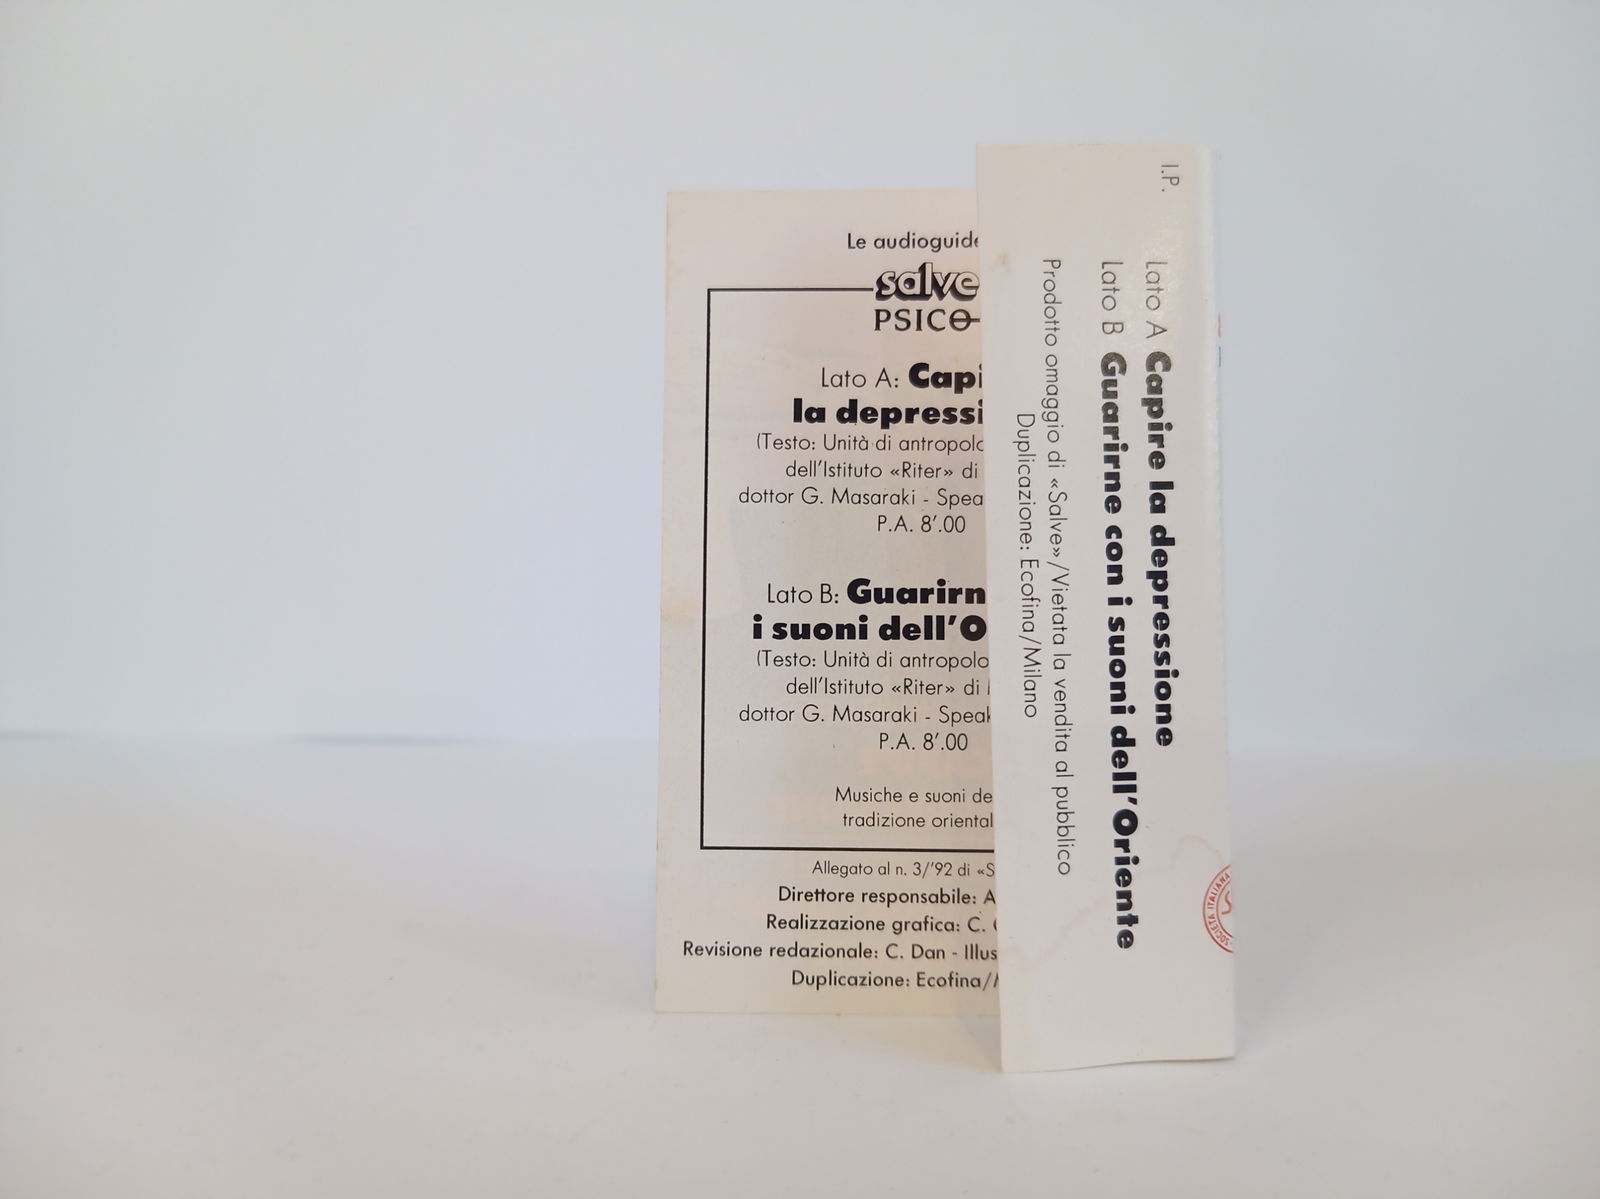 Le audioguide
salve
PSICO
Lato A: Capi
la depressi
(Testo: Unità di antropolo
dell'Istituto «Riter» di
dottor G. Masaraki - Spea
P.A. 8'.00
Lato B: Guarirn
i suoni dell'O
(Testo: Unità di antropolo
dell'Istituto «Riter» di
dottor G. Masaraki - Speak
P.A. 8'.00
Musiche e suoni de
tradizione oriental
Allegato al n. 3/'92 di «S
Direttore responsabile: A
Realizzazione grafica: C.
Revisione redazionale: C. Dan - Illus
Duplicazione: Ecofina/
I.P.
Lato A Capire la depressione
Lato B Guarirne con i suoni dell'Oriente
Prodotto omaggio di «Salve»/Vietata la vendita al pubblico
Duplicazione: Ecofina/Milano
SOCIETÀ ITALIANA